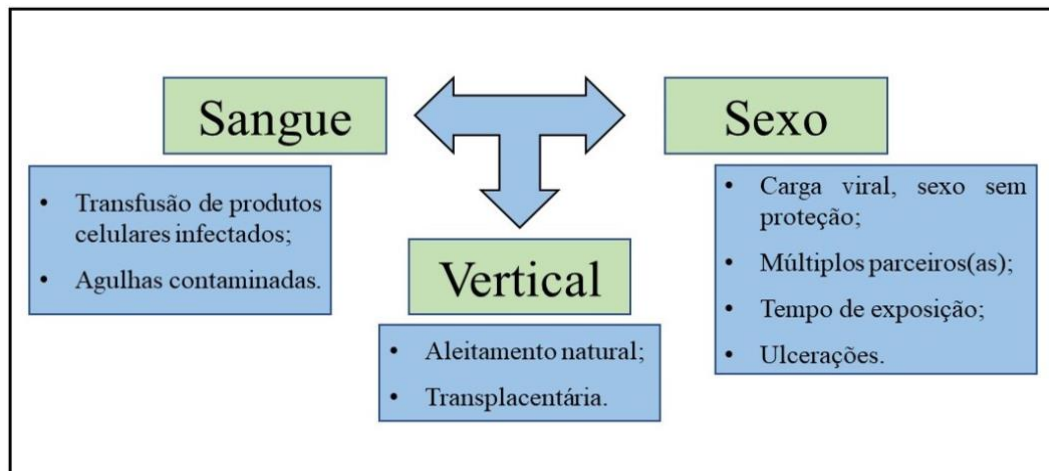 Sangue
• Transfusão de produtos
celulares infectados;
• Agulhas contaminadas.
Vertical
• Aleitamento natural;
• Transplacentária.
Sexo
• Carga viral, sexo sem
proteção;
• Múltiplos parceiros(as);
• Tempo de exposição;
• Ulcerações.